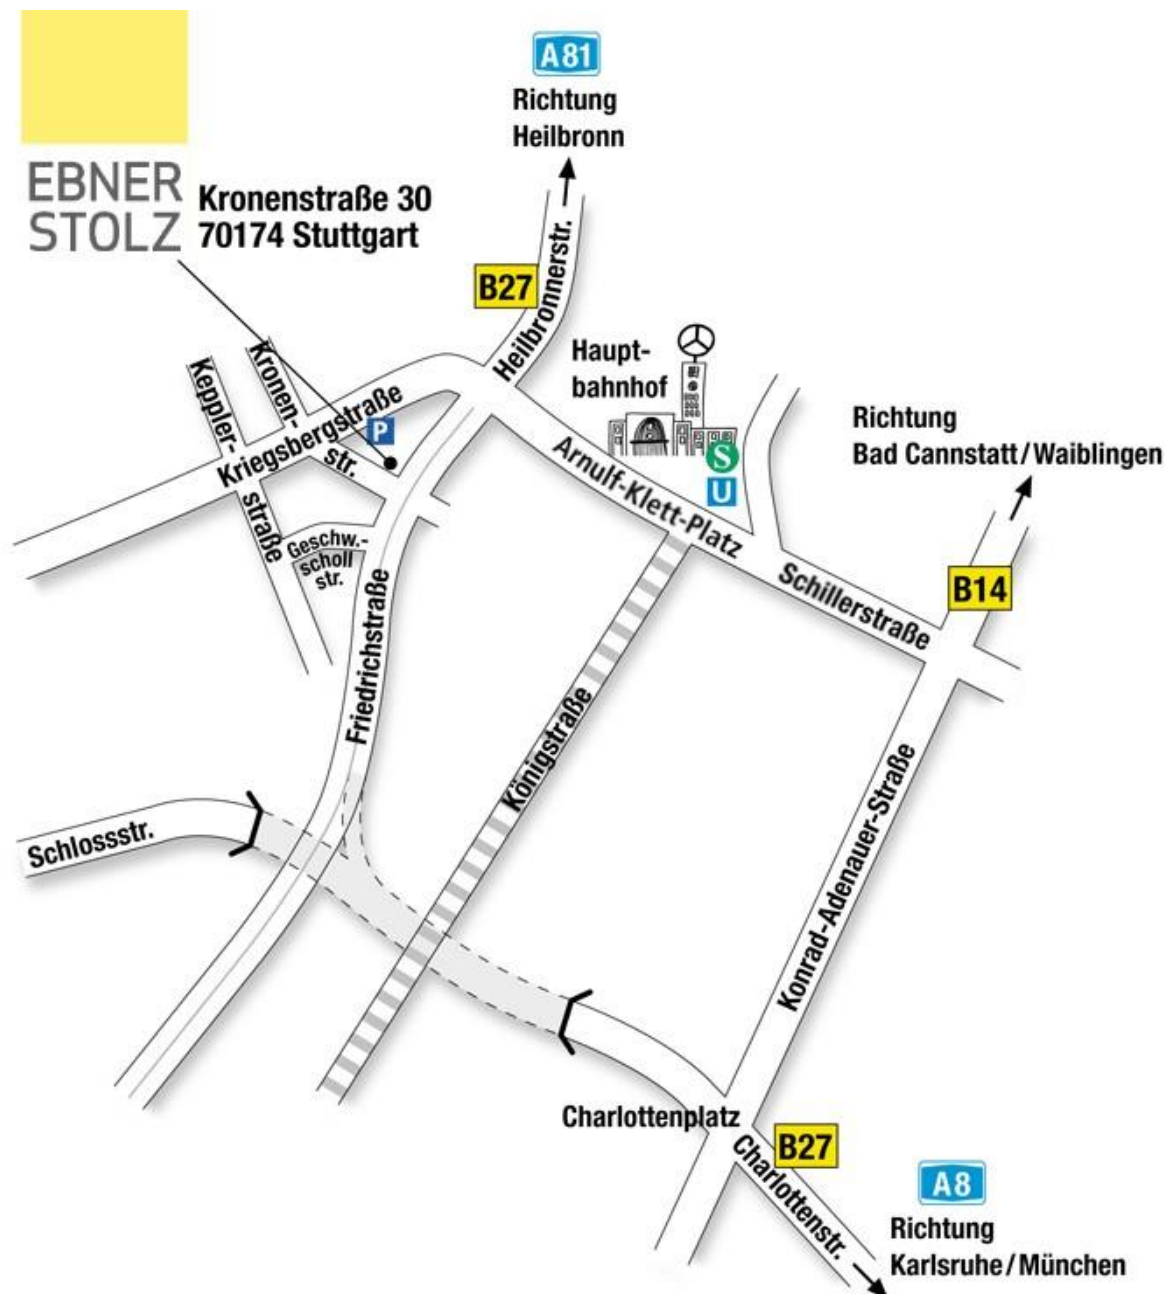 A81
Richtung
Heilbronn
EBNER
STOLZ
Kronenstraße 30
70174 Stuttgart
B27
Heilbronnerstr.
Haupt-
bahnhof
Kronen-
str.
Keppler-
straße
Kriegsbergstraße
P
S
U
Arnulf-Klett-Platz
Richtung
Bad Cannstatt/Waiblingen
Geschw.-
scholl
str.
Schillerstraße
B14
Friedrichstraße
Königstraße
Konrad-Adenauer-Straße
Schlossstr.
Charlottenplatz
B27
Charlottenstr.
A8
Richtung
Karlsruhe/München